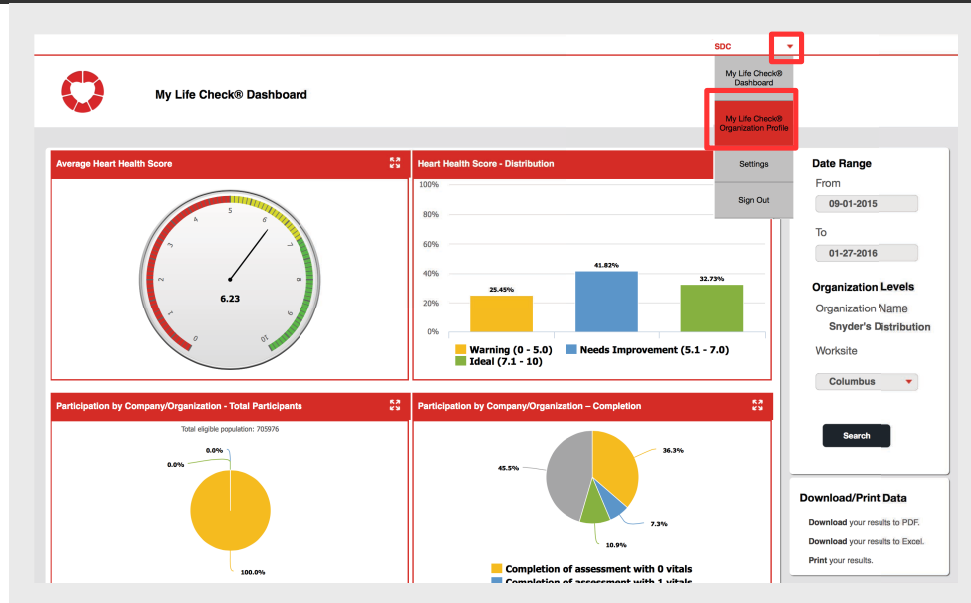 SDC
My Life Check®
Dashboard
My Life Check®
Organization Profile
Settings
Sign Out
My Life Check® Dashboard
Average Heart Health Score
0
1
2
3
4
5
6
7
8
9
10
6.23
Heart Health Score - Distribution
100%
80%
60%
40%
20%
0%
25.45%
41.82%
32.73%
Warning (0 - 5.0)
Needs Improvement (5.1 - 7.0)
Ideal (7.1 - 10)
Participation by Company/Organization - Total Participants
Total eligible population: 705976
0.0%
0.0%
100.0%
Participation by Company/Organization – Completion
36.3%
45.5%
7.3%
10.9%
Completion of assessment with 0 vitals
Completion of assessment with 1 vitals
Date Range
From
09-01-2015
To
01-27-2016
Organization Levels
Organization Name
Snyder's Distribution
Worksite
Columbus
Search
Download/Print Data
Download your results to PDF.
Download your results to Excel.
Print your results.